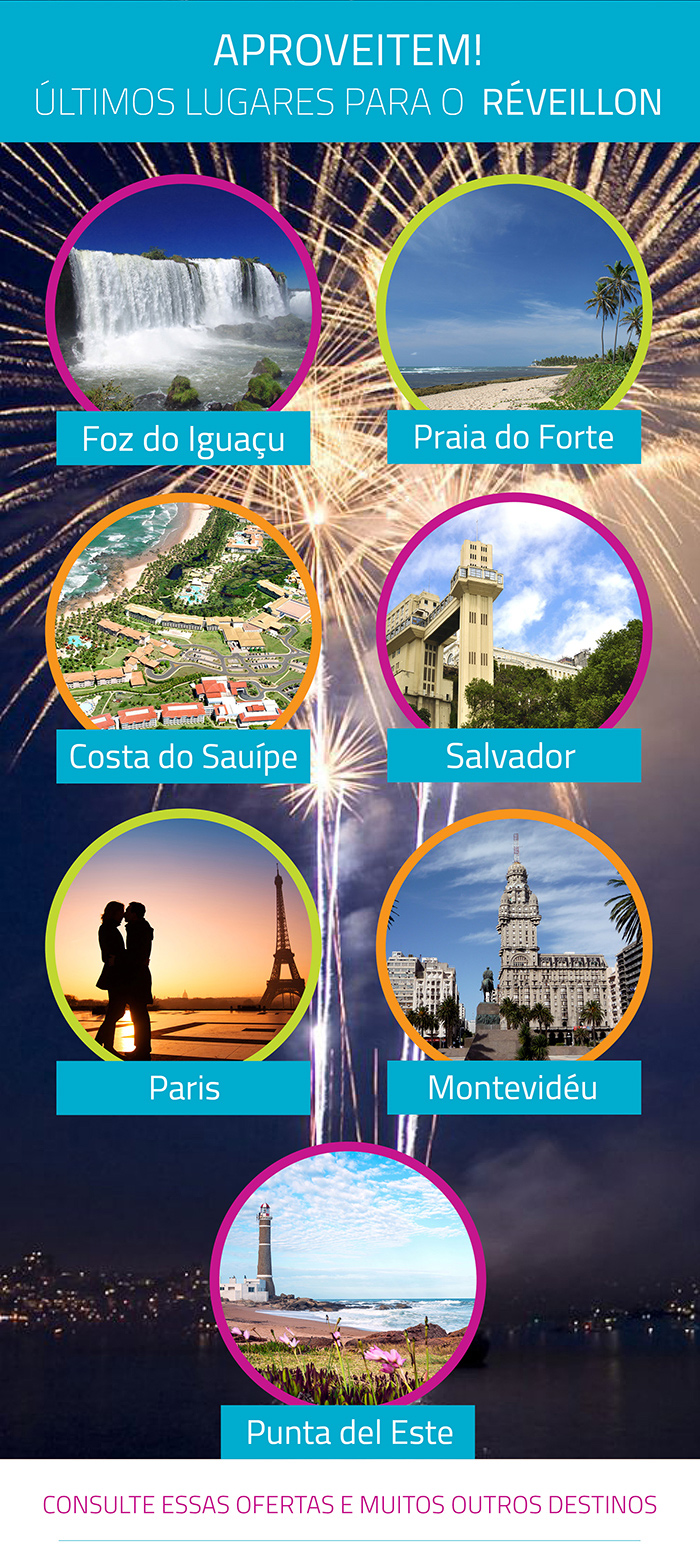 APROVEITEM!
ÚLTIMOS LUGARES PARA O RÉVEILLON
Foz do Iguaçu
Praia do Forte
Costa do Sauípe
Salvador
Paris
Montevidéu
Punta del Este
CONSULTE ESSAS OFERTAS E MUITOS OUTROS DESTINOS